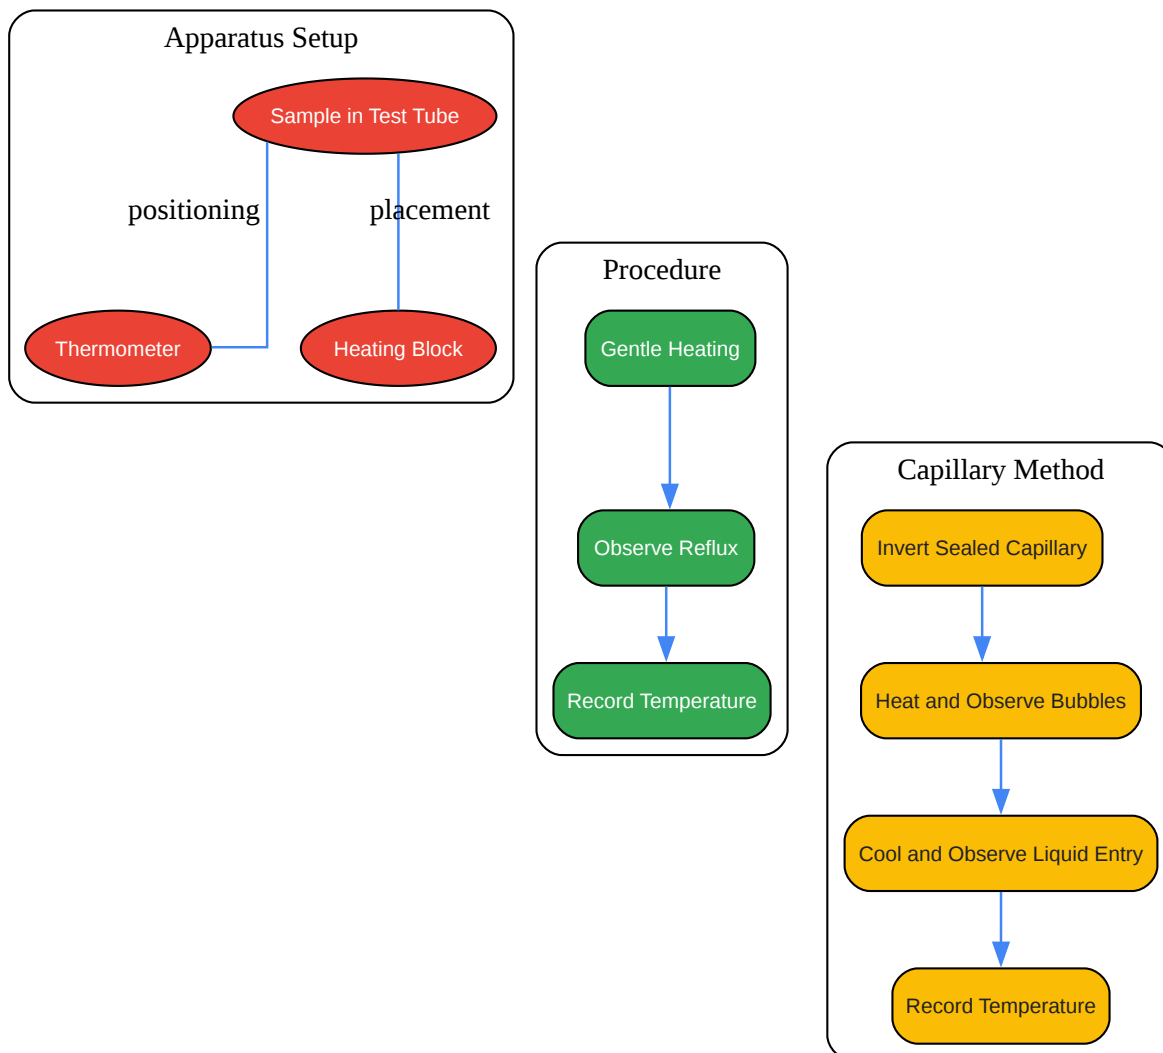 Apparatus Setup
Sample in Test Tube
positioning
placement
Thermometer
Heating Block
Procedure
Gentle Heating
Observe Reflux
Record Temperature
Capillary Method
Invert Sealed Capillary
Heat and Observe Bubbles
Cool and Observe Liquid Entry
Record Temperature